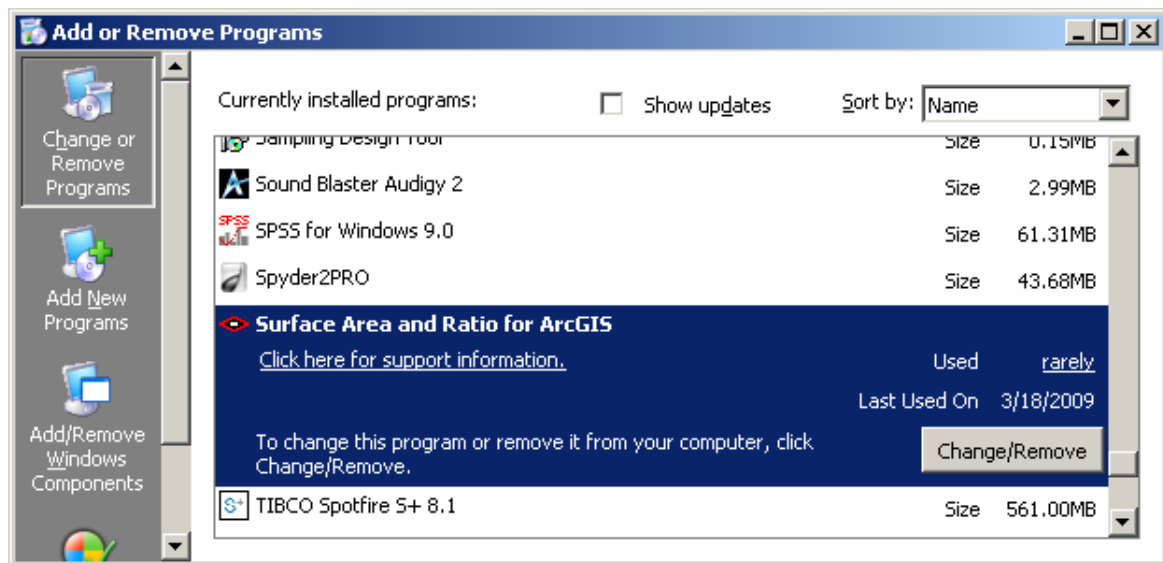 Add or Remove Programs
Change or
Remove
Programs
Add New
Programs
Add/Remove
Windows
Components
Currently installed programs:
Show updates
Sort by: Name
Sampling Design Tool Size 0.15MB
Sound Blaster Audigy 2 Size 2.99MB
SPSS
SPSS for Windows 9.0 Size 61.31MB
Spyder2PRO Size 43.68MB
Surface Area and Ratio for ArcGIS
Click here for support information. Used rarely
Last Used On 3/18/2009
To change this program or remove it from your computer, click
Change/Remove.
Change/Remove
S+ TIBCO Spotfire S+ 8.1 Size 561.00MB